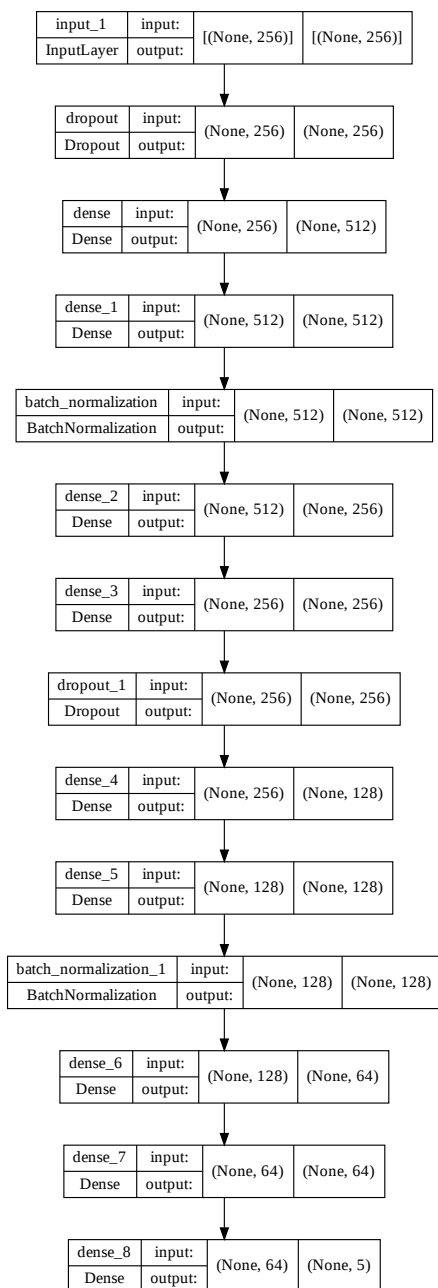 input_1 input: [(None, 256)] [(None, 256)]
InputLayer output:
dropout input: (None, 256) (None, 256)
Dropout output:
dense input: (None, 256) (None, 512)
Dense output:
dense_1 input: (None, 512) (None, 512)
Dense output:
batch_normalization input: (None, 512) (None, 512)
BatchNormalization output:
dense_2 input: (None, 512) (None, 256)
Dense output:
dense_3 input: (None, 256) (None, 256)
Dense output:
dropout_1 input: (None, 256) (None, 256)
Dropout output:
dense_4 input: (None, 256) (None, 128)
Dense output:
dense_5 input: (None, 128) (None, 128)
Dense output:
batch_normalization_1 input: (None, 128) (None, 128)
BatchNormalization output:
dense_6 input: (None, 128) (None, 64)
Dense output:
dense_7 input: (None, 64) (None, 64)
Dense output:
dense_8 input: (None, 64) (None, 5)
Dense output: